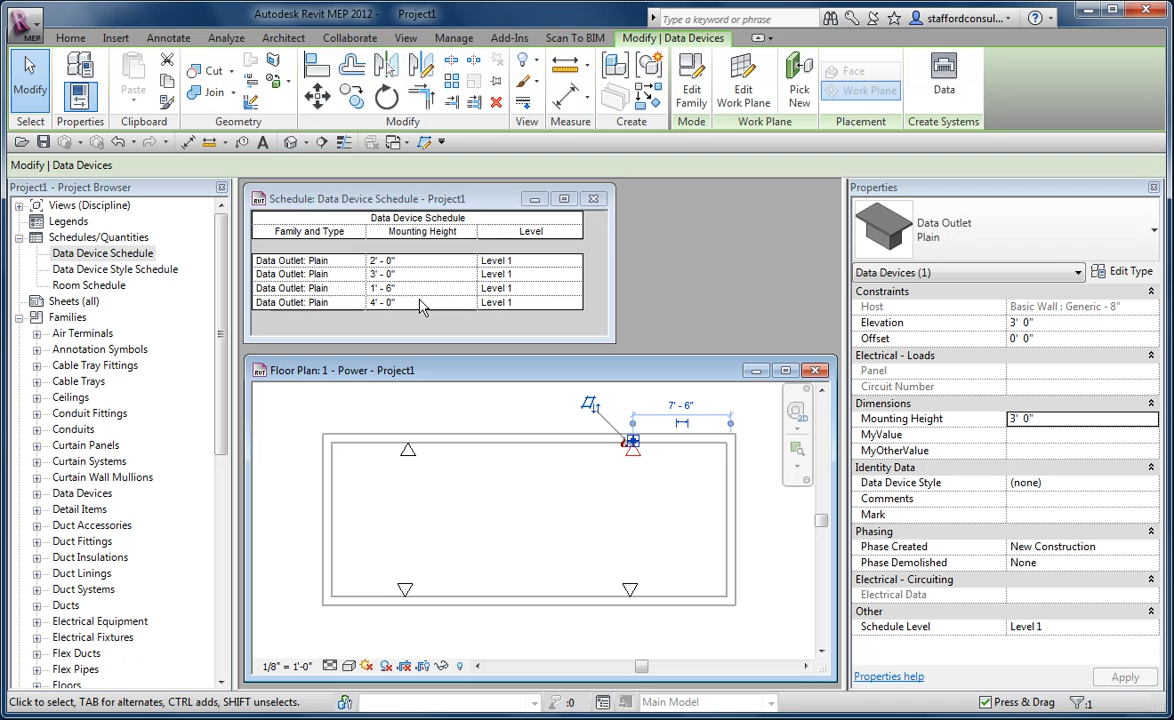 Autodesk Revit MEP 2012 -    Project1
Type a keyword or phrase
staffordconsul...
MEP
Home Insert Annotate Analyze Architect Collaborate View Manage Add-Ins Scan To BIM Modify | Data Devices
Modify
Paste
Cut
Join
Edit Family
Edit Work Plane
Pick New
Face
Work Plane
Data
Select Properties Clipboard Geometry Modify View Measure Create Mode Work Plane Placement Create Systems
Modify | Data Devices
Project1 - Project Browser
Views (Discipline)
Legends
Schedules/Quantities
Data Device Schedule
Data Device Style Schedule
Room Schedule
Sheets (all)
Families
Air Terminals
Annotation Symbols
Cable Tray Fittings
Cable Trays
Ceilings
Conduit Fittings
Conduits
Curtain Panels
Curtain Systems
Curtain Wall Mullions
Data Devices
Detail Items
Duct Accessories
Duct Fittings
Duct Insulations
Duct Linings
Duct Systems
Ducts
Electrical Equipment
Electrical Fixtures
Flex Ducts
Flex Pipes
Floors
RVT
Schedule: Data Device Schedule - Project1
Data Device Schedule
Family and Type Mounting Height Level
Data Outlet: Plain 2' - 0" Level 1
Data Outlet: Plain 3' - 0" Level 1
Data Outlet: Plain 1' - 6" Level 1
Data Outlet: Plain 4' - 0" Level 1
RVT
Floor Plan: 1 - Power - Project1
7' - 6"
2D
1/8" = 1'-0"
Properties
Data Outlet
Plain
Data Devices (1)
Edit Type
Constraints
Host Basic Wall : Generic - 8"
Elevation 3' 0"
Offset 0' 0"
Electrical - Loads
Panel
Circuit Number
Dimensions
Mounting Height 3' 0"
MyValue
MyOtherValue
Identity Data
Data Device Style (none)
Comments
Mark
Phasing
Phase Created New Construction
Phase Demolished None
Electrical - Circuiting
Electrical Data
Other
Schedule Level Level 1
Properties help
Apply
Click to select, TAB for alternates, CTRL adds, SHIFT unselects.
:0
Main Model
Press & Drag
:1